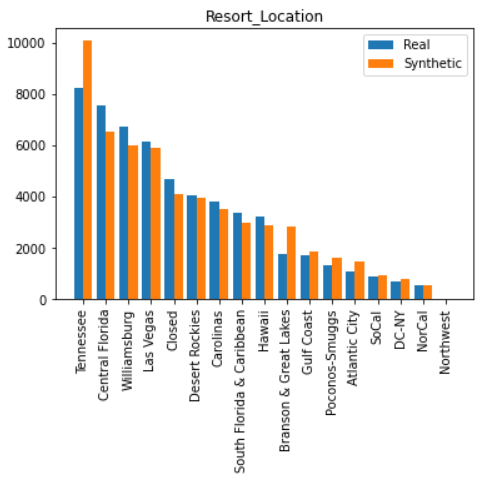 Resort_Location
Real
Synthetic
10000
8000
6000
4000
2000
0
Tennessee
Central Florida
Williamsburg
Las Vegas
Closed
Desert Rockies
Carolinas
South Florida & Caribbean
Hawaii
Branson & Great Lakes
Gulf Coast
Poconos-Smuggs
Atlantic City
SoCal
DC-NY
NorCal
Northwest